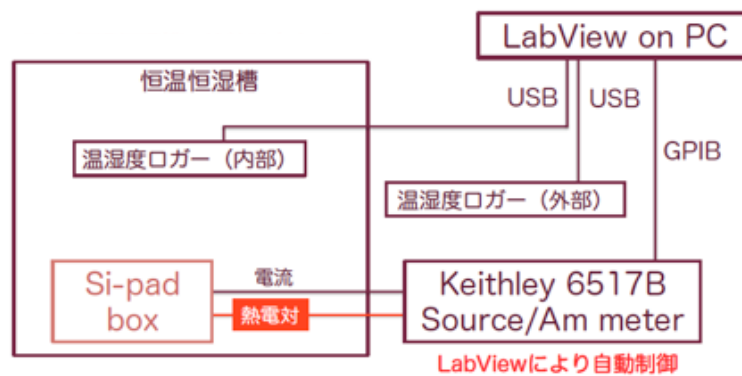 LabView on PC
恒温恒湿槽
USB
USB
温湿度ロガー（内部）
GPIB
温湿度ロガー（外部）
Si-pad
box
電流
熱電対
Keithley 6517B
Source/Am meter
LabViewにより自動制御